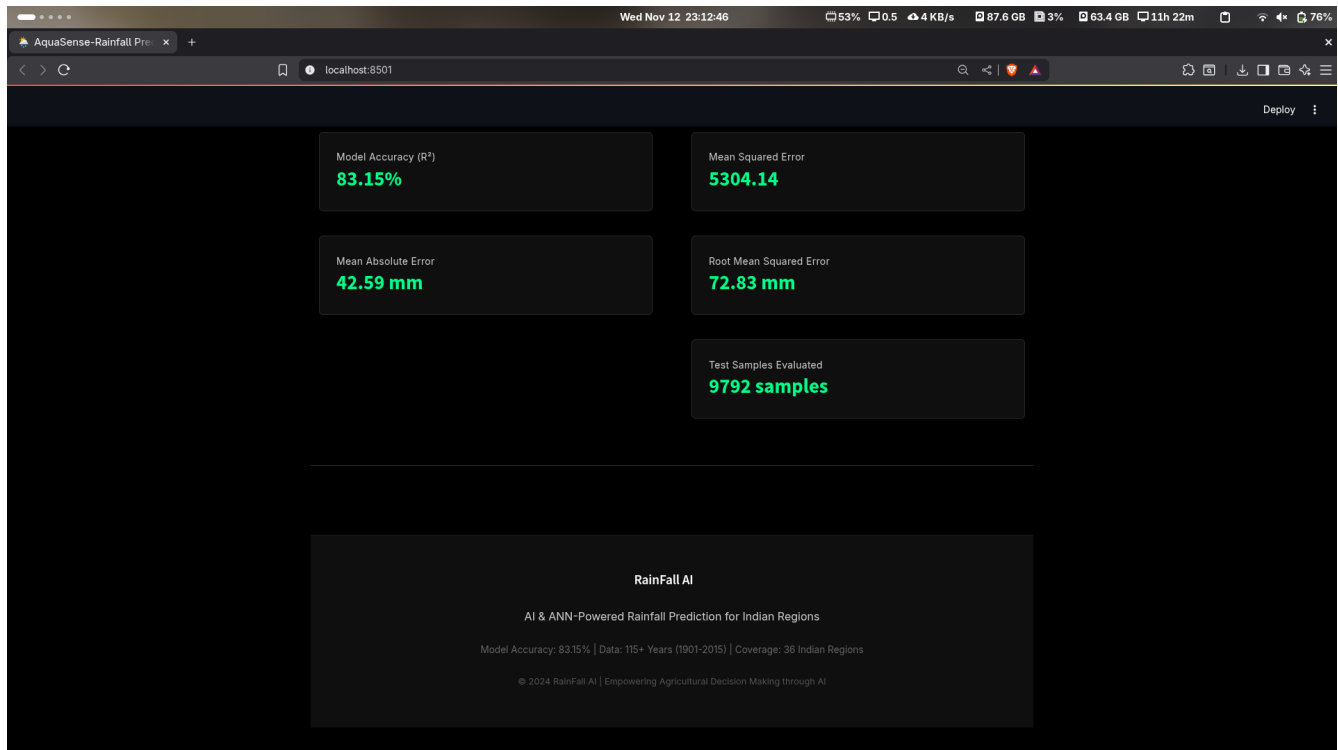 Wed Nov 12 23:12:46
53% 0.5 4 KB/s 87.6 GB 3% 63.4 GB 11h 22m 76%
AquaSense-Rainfall Pre
localhost:8501
Deploy
Model Accuracy (R²)
83.15%
Mean Squared Error
5304.14
Mean Absolute Error
42.59 mm
Root Mean Squared Error
72.83 mm
Test Samples Evaluated
9792 samples
RainFall AI
AI & ANN-Powered Rainfall Prediction for Indian Regions
Model Accuracy: 83.15% | Data: 115+ Years (1901-2015) | Coverage: 36 Indian Regions
© 2024 RainFall AI | Empowering Agricultural Decision Making through AI